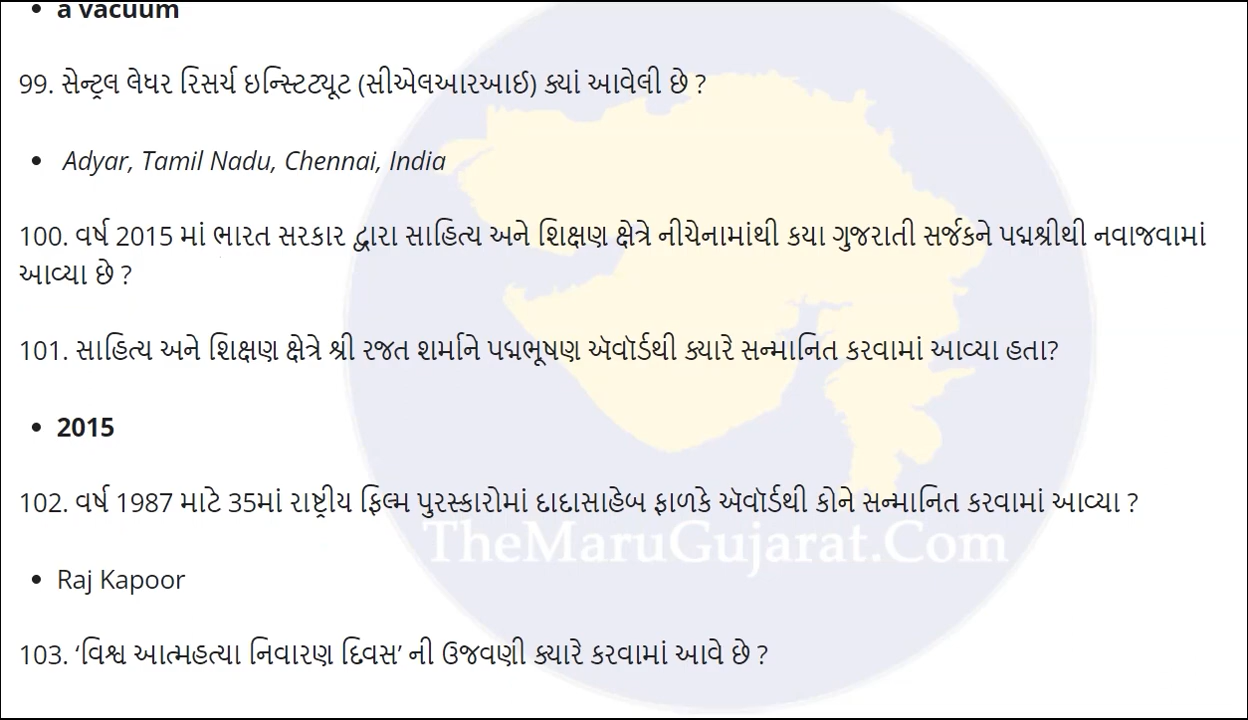 • a vacuum
99. સેન્ટ્રલ લેધર રિસર્ચ ઇન્સ્ટિટ્યૂટ (સીએલઆરઆઈ) ક્યાં આવેલી છે ?
• Adyar, Tamil Nadu, Chennai, India
100. વર્ષ 2015 માં ભારત સરકાર દ્વારા સાહિત્ય અને શિક્ષણ ક્ષેત્રે નીચેનામાંથી કયા ગુજરાતી સર્જકને પદ્મશ્રીથી નવાજવામાં
આવ્યા છે ?
101. સાહિત્ય અને શિક્ષણ ક્ષેત્રે શ્રી રજત શર્માને પદ્મભૂષણ ઍવૉર્ડથી ક્યારે સન્માનિત કરવામાં આવ્યા હતા?
• 2015
102. વર્ષ 1987 માટે 35માં રાષ્ટ્રીય ફિલ્મ પુરસ્કારોમાં દાદાસાહેબ ફાળકે ઍવૉર્ડથી કોને સન્માનિત કરવામાં આવ્યા ?
TheMaruGujarat.Com
• Raj Kapoor
103. ‘વિશ્વ આત્મહત્યા નિવારણ દિવસ’ ની ઉજવણી ક્યારે કરવામાં આવે છે ?